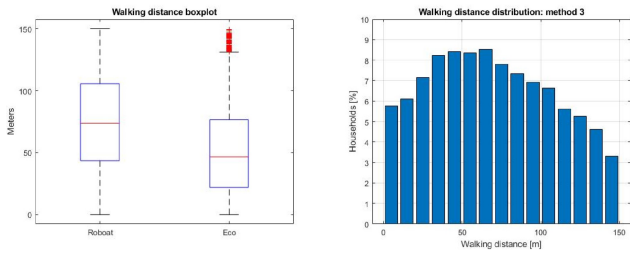 Walking distance boxplot
150
100
50
0
Meters
Roboat
Eco
Walking distance distribution: method 3
10
9
8
7
6
5
4
3
2
1
0
Households [%]
0
50
100
150
Walking distance [m]